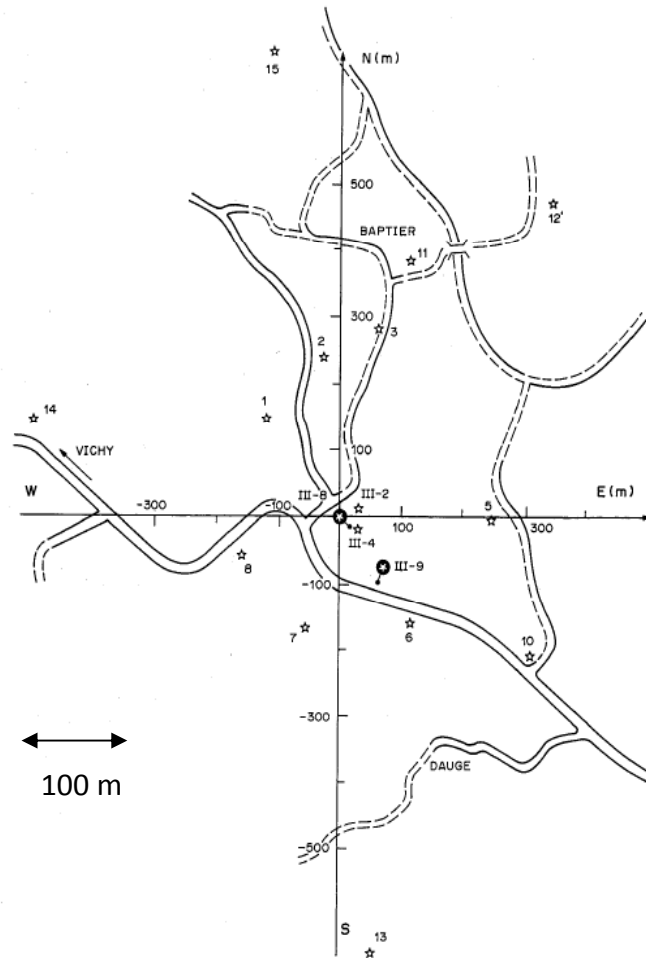 N(m)
15
500
12'
BAPTIER
11
300
3
2
14
1
VICHY
100
W
III-8
III-2
E(m)
-300
-100
100
5
300
III-4
8
III-9
-100
7
6
10
-300
100 m
DAUGE
-500
S
13